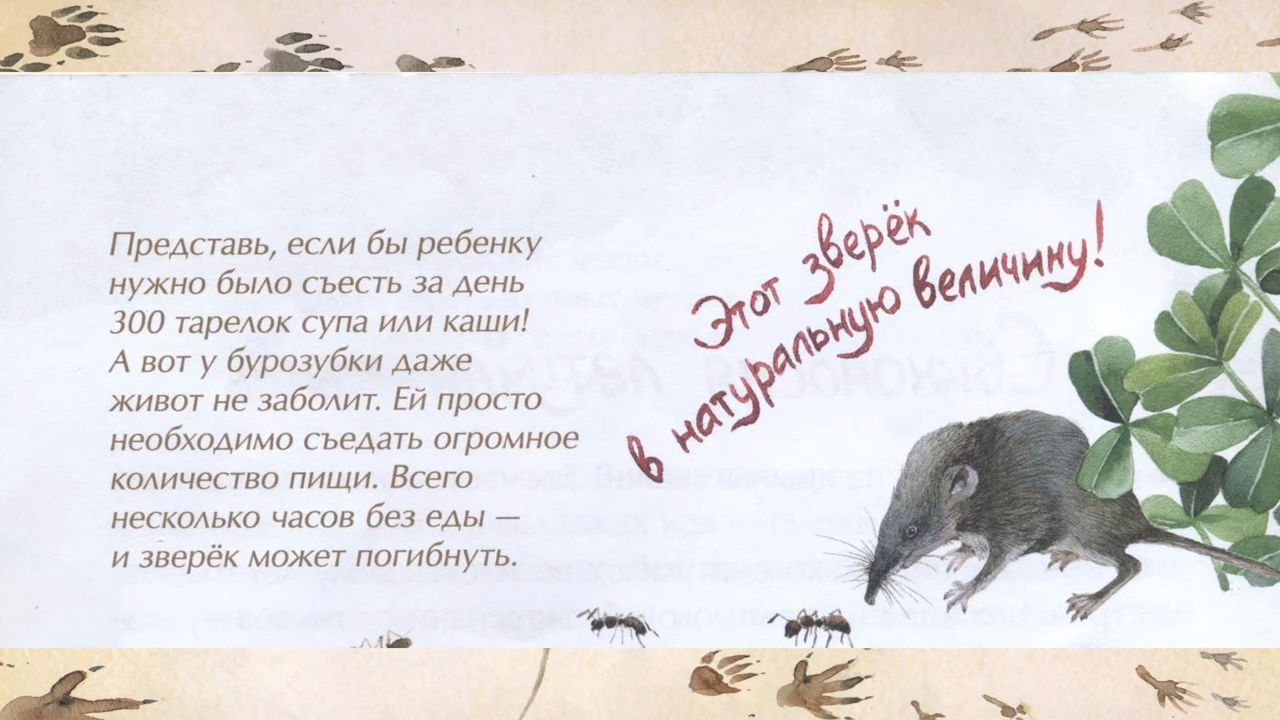 Представь, если бы ребенку
нужно было съесть за день
300 тарелок супа или каши!
А вот у бурозубки даже
живот не заболит. Ей просто
необходимо съедать огромное
количество пищи. Всего
несколько часов без еды –
и зверёк может погибнуть.
Этот зверёк
в натуральную величину!